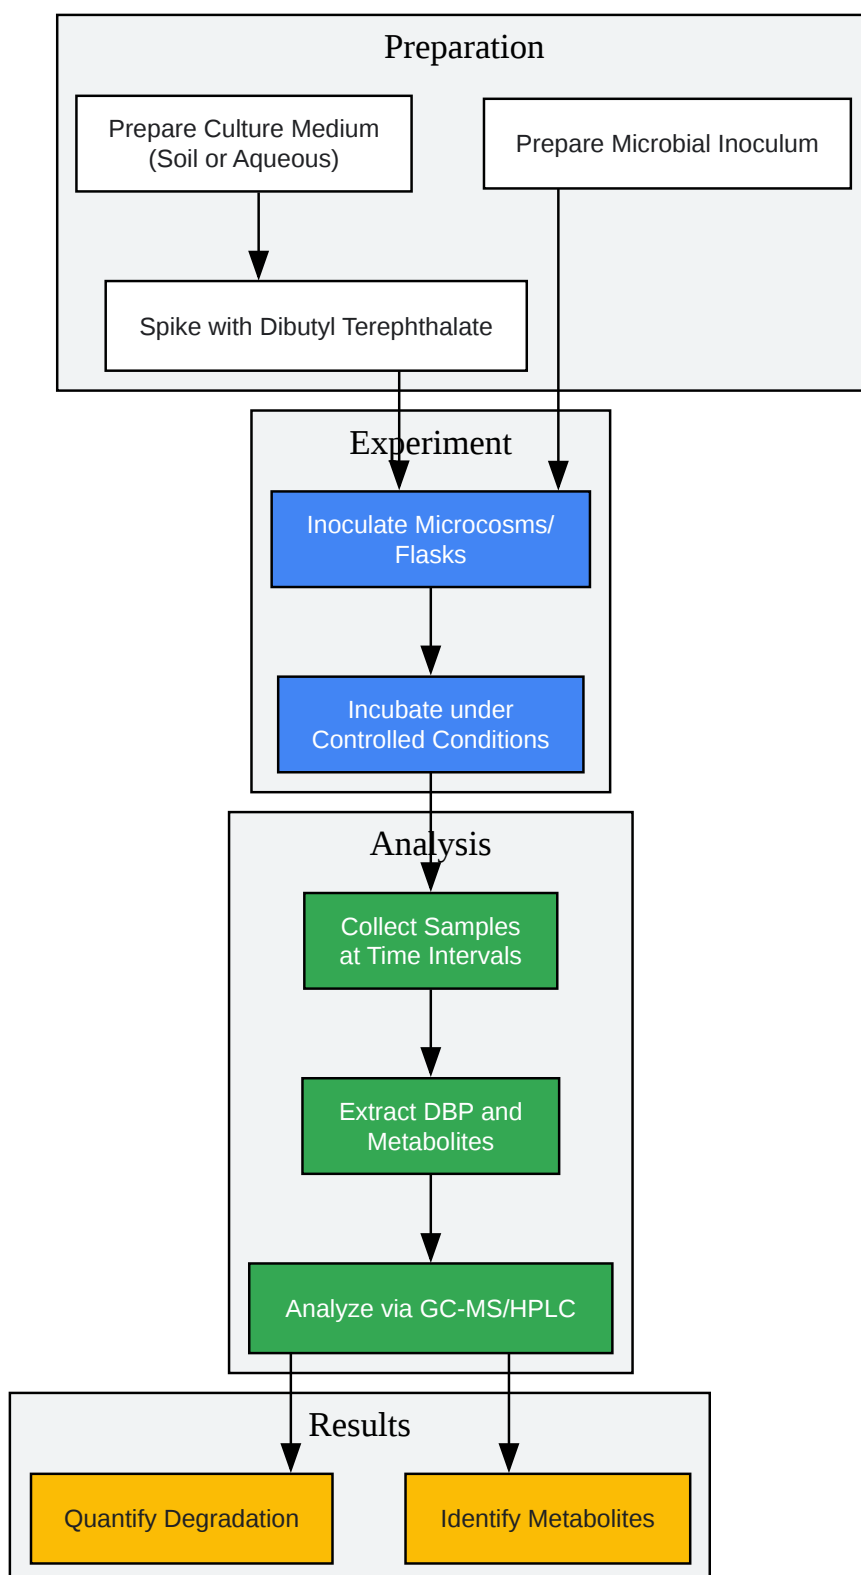 Preparation
Prepare Culture Medium
(Soil or Aqueous)
Prepare Microbial Inoculum
Spike with Dibutyl Terephthalate
Experiment
Inoculate Microcosms/
Flasks
Incubate under
Controlled Conditions
Analysis
Collect Samples
at Time Intervals
Extract DBP and
Metabolites
Analyze via GC-MS/HPLC
Results
Quantify Degradation
Identify Metabolites